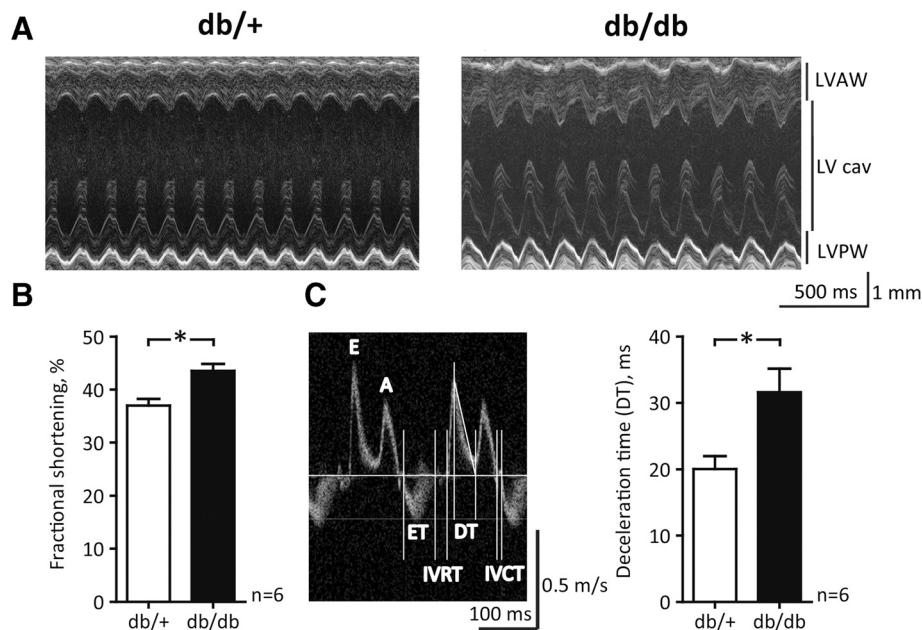 A
db/+
db/db
LVAW
LV cav
LVPW
500 ms
1 mm
B
Fractional shortening, %
50
40
30
20
10
0
*
db/+
db/db
n=6
C
E
A
ET
DT
IVRT
IVCT
0.5 m/s
100 ms
Deceleration time (DT), ms
40
30
20
10
0
*
db/+
db/db
n=6